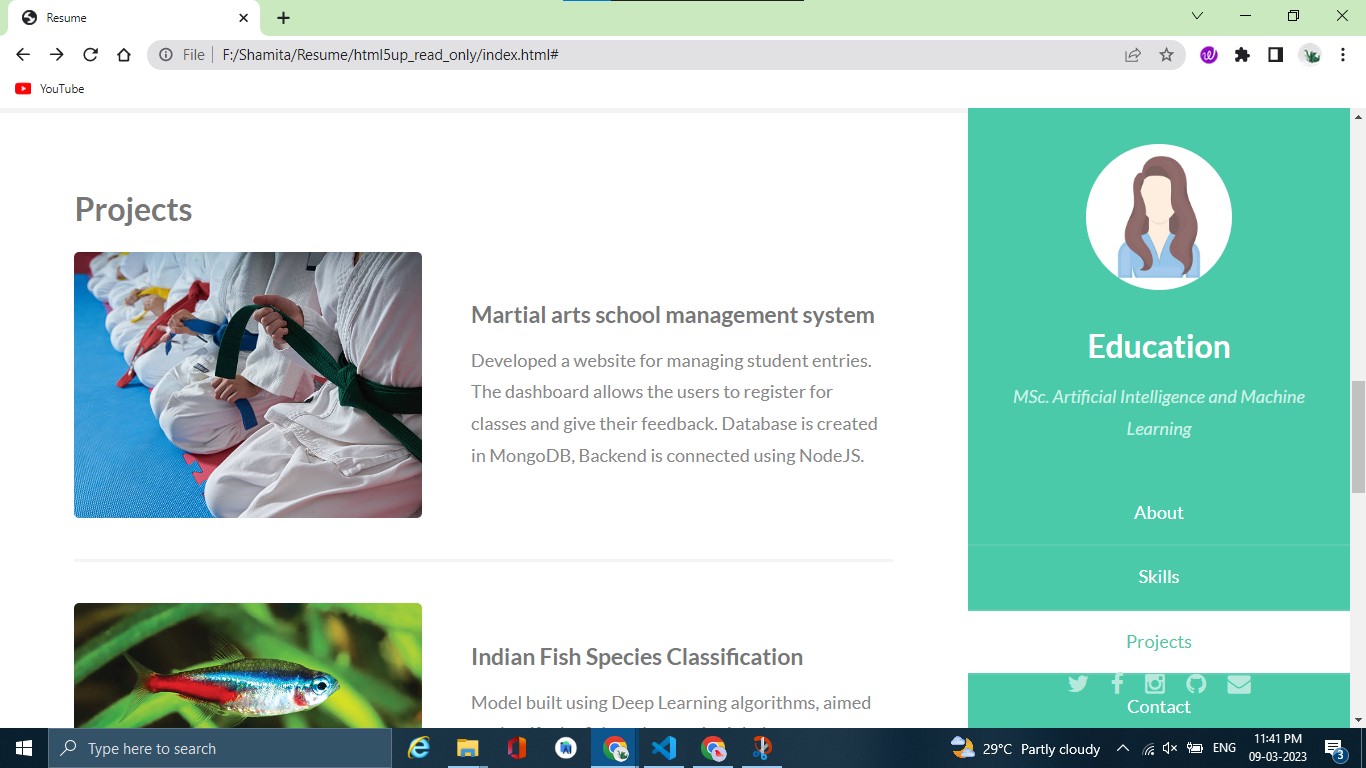 Resume
File
F:/Shamita/Resume/html5up_read_only/index.html#
YouTube
Projects
Martial arts school management system
Developed a website for managing student entries.
The dashboard allows the users to register for
classes and give their feedback. Database is created
in MongoDB, Backend is connected using NodeJS.
Indian Fish Species Classification
Model built using Deep Learning algorithms, aimed
Education
MSc. Artificial Intelligence and Machine
Learning
About
Skills
Projects
Contact
Type here to search
29°C Partly cloudy
ENG
11:41 PM
09-03-2023
3